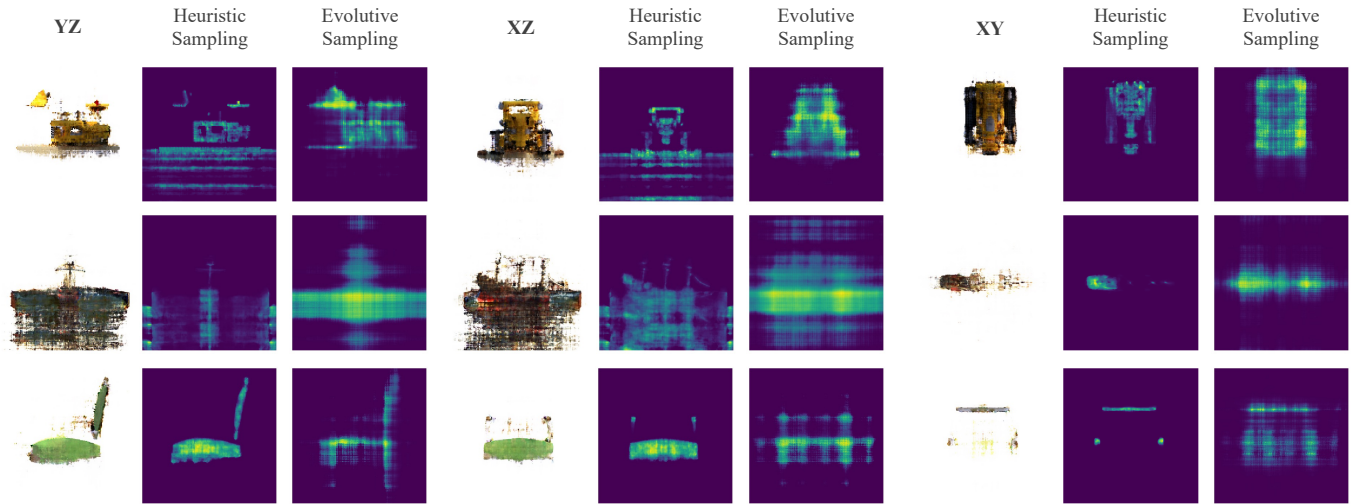 YZ
Heuristic
Sampling
Evolutive
Sampling
XZ
Heuristic
Sampling
Evolutive
Sampling
XY
Heuristic
Sampling
Evolutive
Sampling